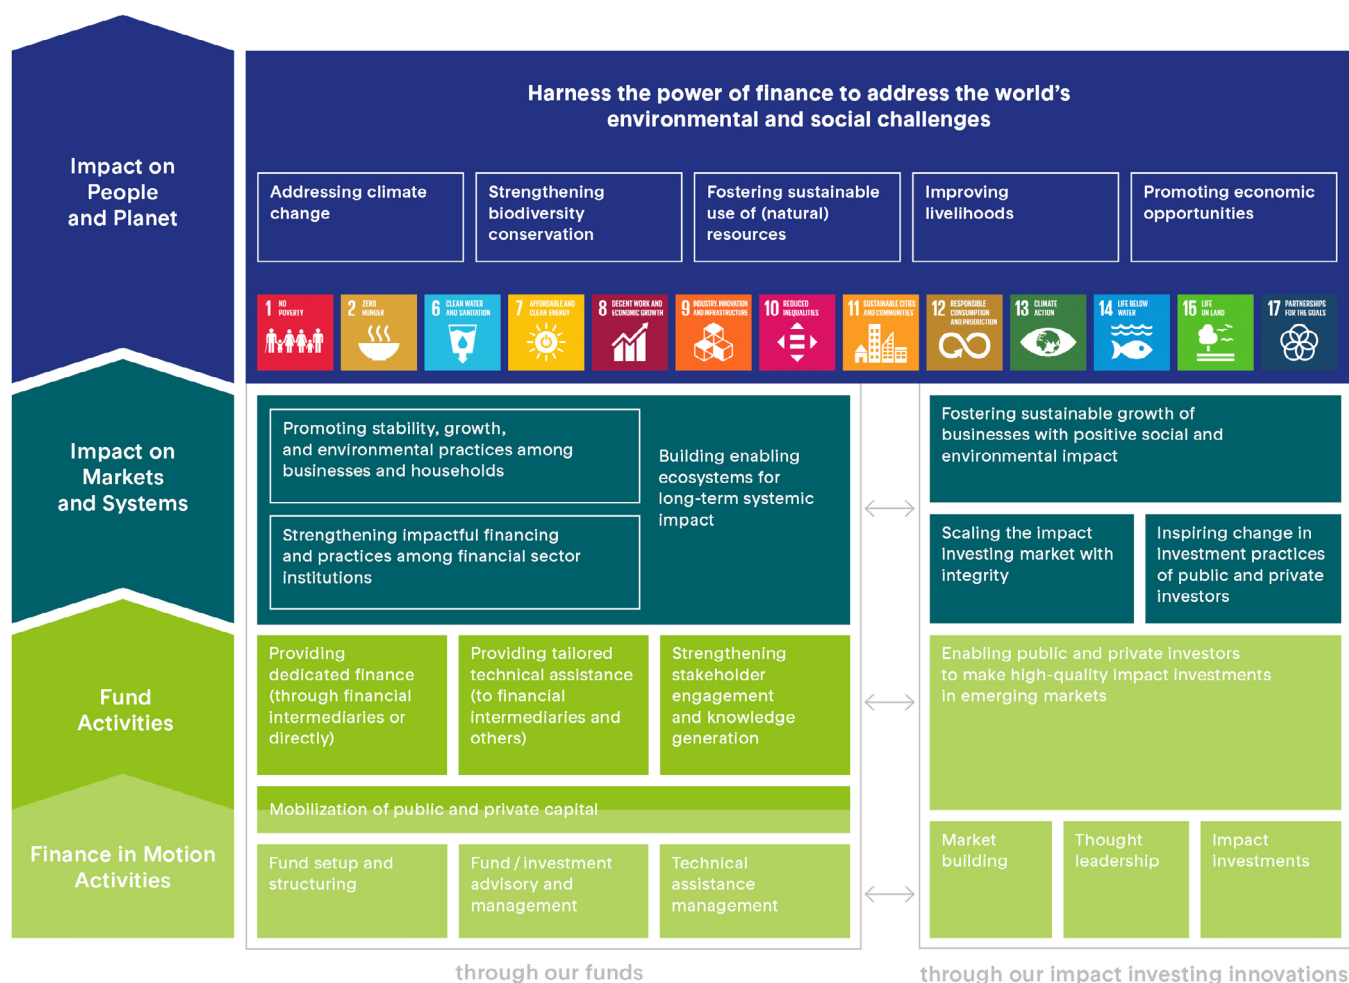 Harness the power of finance to address the world's
environmental and social challenges
Impact on
People
and Planet
Addressing climate
change
Strengthening
biodiversity
conservation
Fostering sustainable
use of (natural)
resources
Improving
livelihoods
Promoting economic
opportunities
1 NO
POVERTY
2 ZERO
HUNGER
6 CLEAN WATER
AND SANITATION
7 AFFORDABLE AND
CLEAN ENERGY
8 DECENT WORK AND
ECONOMIC GROWTH
9 INDUSTRY, INNOVATION
AND INFRASTRUCTURE
10 REDUCED
INEQUALITIES
11 SUSTAINABLE CITIES
AND COMMUNITIES
12 RESPONSIBLE
CONSUMPTION
AND PRODUCTION
13 CLIMATE
ACTION
14 LIFE BELOW
WATER
15 LIFE
ON LAND
17 PARTNERSHIPS
FOR THE GOALS
Impact on
Markets
and Systems
Promoting stability, growth,
and environmental practices among
businesses and households
Strengthening impactful financing
and practices among financial sector
institutions
Building enabling
ecosystems for
long-term systemic
impact
Fostering sustainable growth of
businesses with positive social and
environmental impact
Scaling the impact
investing market with
integrity
Inspiring change in
investment practices
of public and private
investors
Fund
Activities
Providing
dedicated finance
(through financial
intermediaries or
directly)
Providing tailored
technical assistance
(to financial
intermediaries and
others)
Strengthening
stakeholder
engagement
and knowledge
generation
Enabling public and private investors
to make high-quality impact investments
in emerging markets
Mobilization of public and private capital
Finance in Motion
Activities
Fund setup and
structuring
Fund / investment
advisory and
management
Technical
assistance
management
Market
building
Thought
leadership
Impact
investments
through our funds
through our impact investing innovations